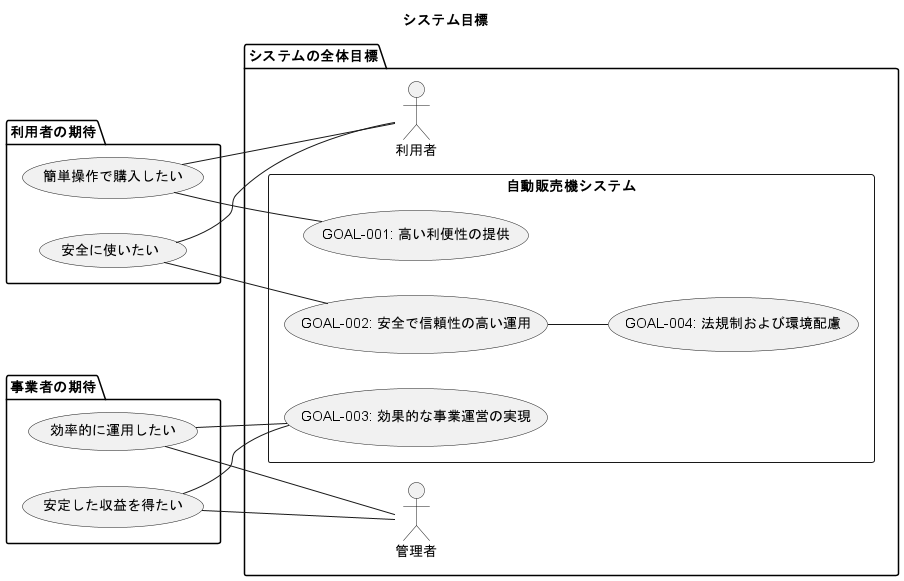 システム目標
システムの全体目標
利用者
利用者の期待
簡単操作で購入したい
安全に使いたい
自動販売機システム
GOAL-001: 高い利便性の提供
GOAL-002: 安全で信頼性の高い運用
GOAL-004: 法規制および環境配慮
事業者の期待
効率的に運用したい
安定した収益を得たい
GOAL-003: 効果的な事業運営の実現
管理者